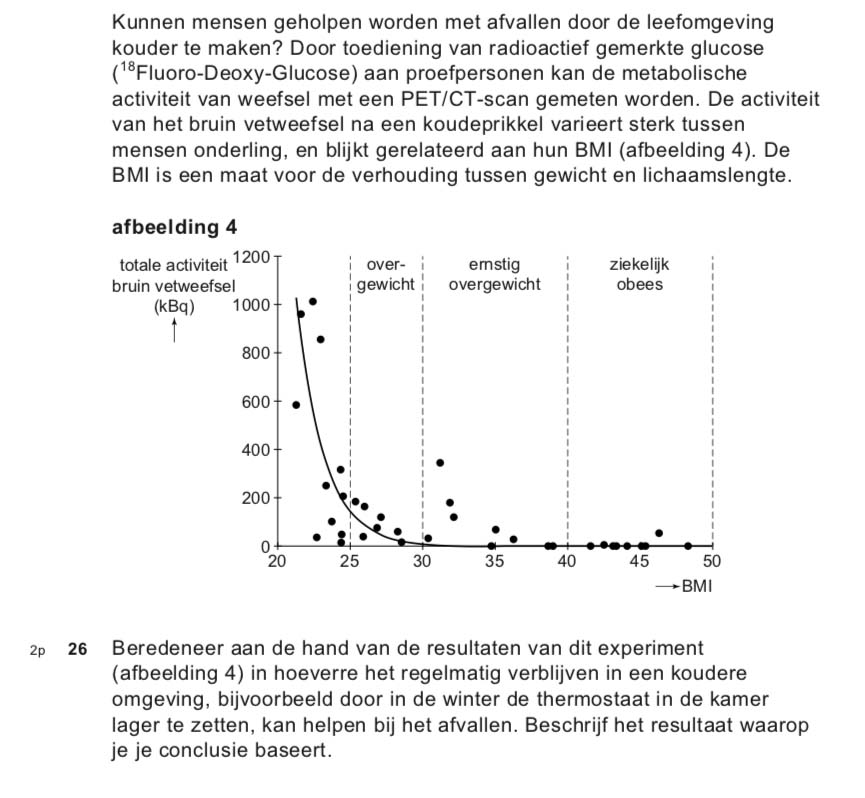 Kunnen mensen geholpen worden met afvallen door de leefomgeving
kouder te maken? Door toediening van radioactief gemerkte glucose
(¹⁸Fluoro-Deoxy-Glucose) aan proefpersonen kan de metabolische
activiteit van weefsel met een PET/CT-scan gemeten worden. De activiteit
van het bruin vetweefsel na een koudeprikkel varieert sterk tussen
mensen onderling, en blijkt gerelateerd aan hun BMI (afbeelding 4). De
BMI is een maat voor de verhouding tussen gewicht en lichaamslengte.
afbeelding 4
totale activiteit
bruin vetweefsel
(kBq)
1200
1000
800
600
400
200
0
over-
gewicht
ernstig
overgewicht
ziekelijk
obees
20 25 30 35 40 45 50
BMI
2p 26 Beredeneer aan de hand van de resultaten van dit experiment
(afbeelding 4) in hoeverre het regelmatig verblijven in een koudere
omgeving, bijvoorbeeld door in de winter de thermostaat in de kamer
lager te zetten, kan helpen bij het afvallen. Beschrijf het resultaat waarop
je je conclusie baseert.